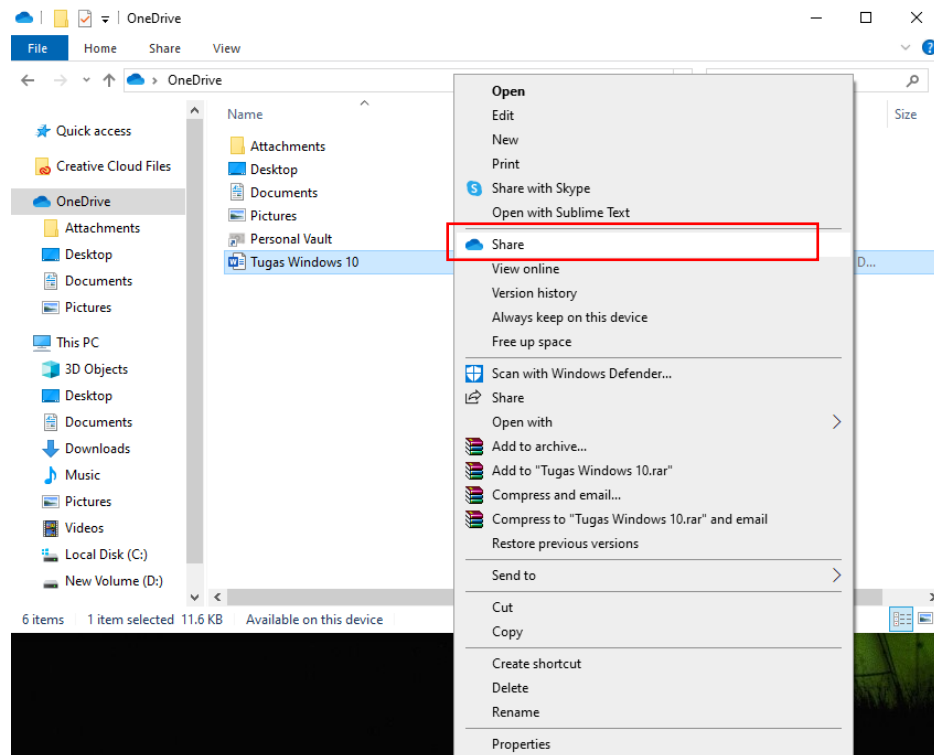 OneDrive
File Home Share View
?
OneDrive
Name
Size
Quick access
Creative Cloud Files
OneDrive
Attachments
Desktop
Documents
Pictures
This PC
3D Objects
Desktop
Documents
Downloads
Music
Pictures
Videos
Local Disk (C:)
New Volume (D:)
Attachments
Desktop
Documents
Pictures
Personal Vault
Tugas Windows 10
D...
Open
Edit
New
Print
Share with Skype
Open with Sublime Text
Share
View online
Version history
Always keep on this device
Free up space
Scan with Windows Defender...
Share
Open with
Add to archive...
Add to "Tugas Windows 10.rar"
Compress and email...
Compress to "Tugas Windows 10.rar" and email
Restore previous versions
Send to
Cut
Copy
Create shortcut
Delete
Rename
Properties
6 items 1 item selected 11.6 KB Available on this device